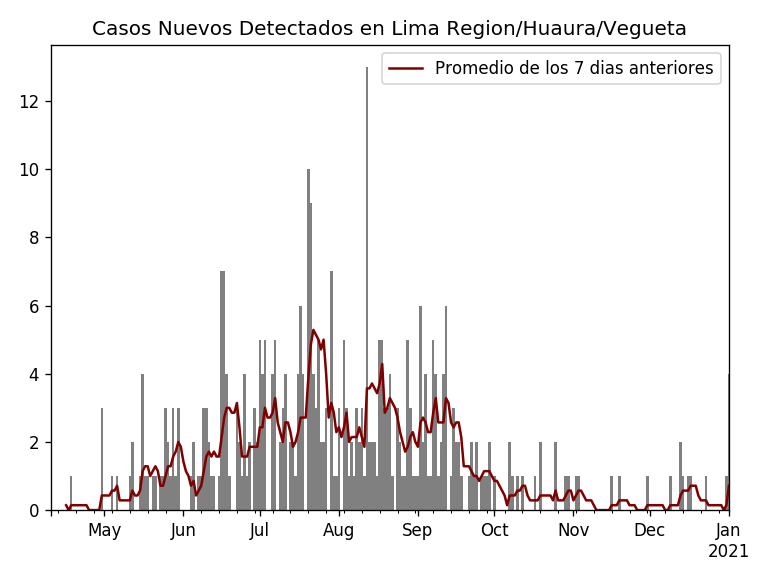 Casos Nuevos Detectados en Lima Region/Huaura/Vegueta
Promedio de los 7 dias anteriores
12
10
8
6
4
2
0
May Jun Jul Aug Sep Oct Nov Dec Jan
2021